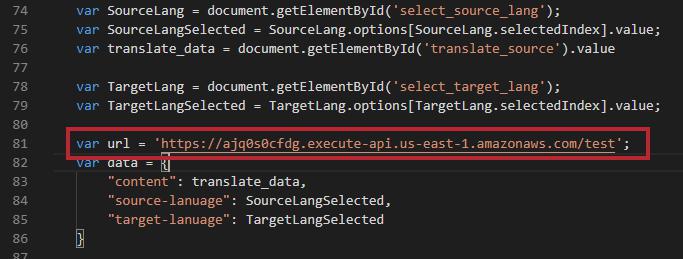 74 var SourceLang = document.getElementById('select_source_lang');
75 var SourceLangSelected = SourceLang.options[SourceLang.selectedIndex].value;
76 var translate_data = document.getElementById('translate_source').value
77
78 var TargetLang = document.getElementById('select_target_lang');
79 var TargetLangSelected = TargetLang.options[TargetLang.selectedIndex].value;
80
81 var url = 'https://ajq0s0cfdg.execute-api.us-east-1.amazonaws.com/test';
82 var data = {
83 "content": translate_data,
84 "source-lanuage": SourceLangSelected,
85 "target-lanuage": TargetLangSelected
86 }
87